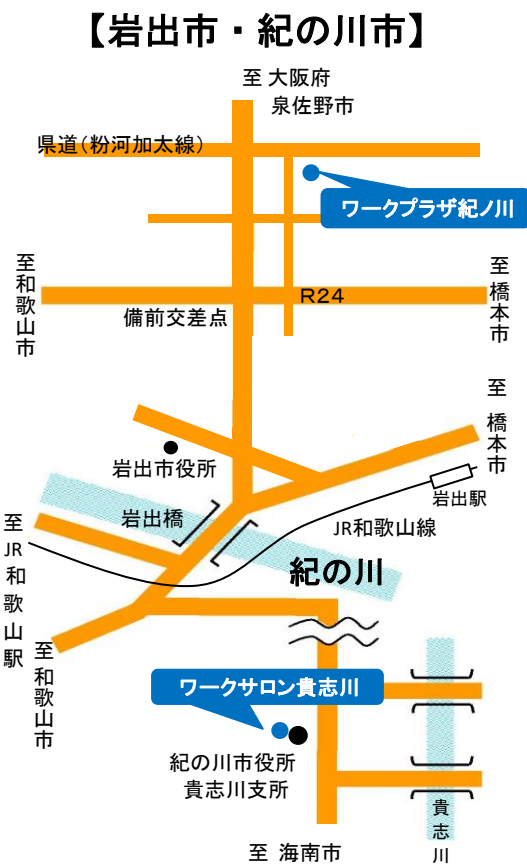 【岩出市・紀の川市】
至 大阪府
泉佐野市
県道(粉河加太線)
ワークプラザ紀ノ川
至和歌山市
至橋本市
R24
備前交差点
至橋本市
岩出市役所
岩出駅
岩出橋
JR和歌山線
至JR和歌山駅
紀の川
至和歌山市
ワークサロン貴志川
紀の川市役所
貴志川支所
貴志川
至 海南市